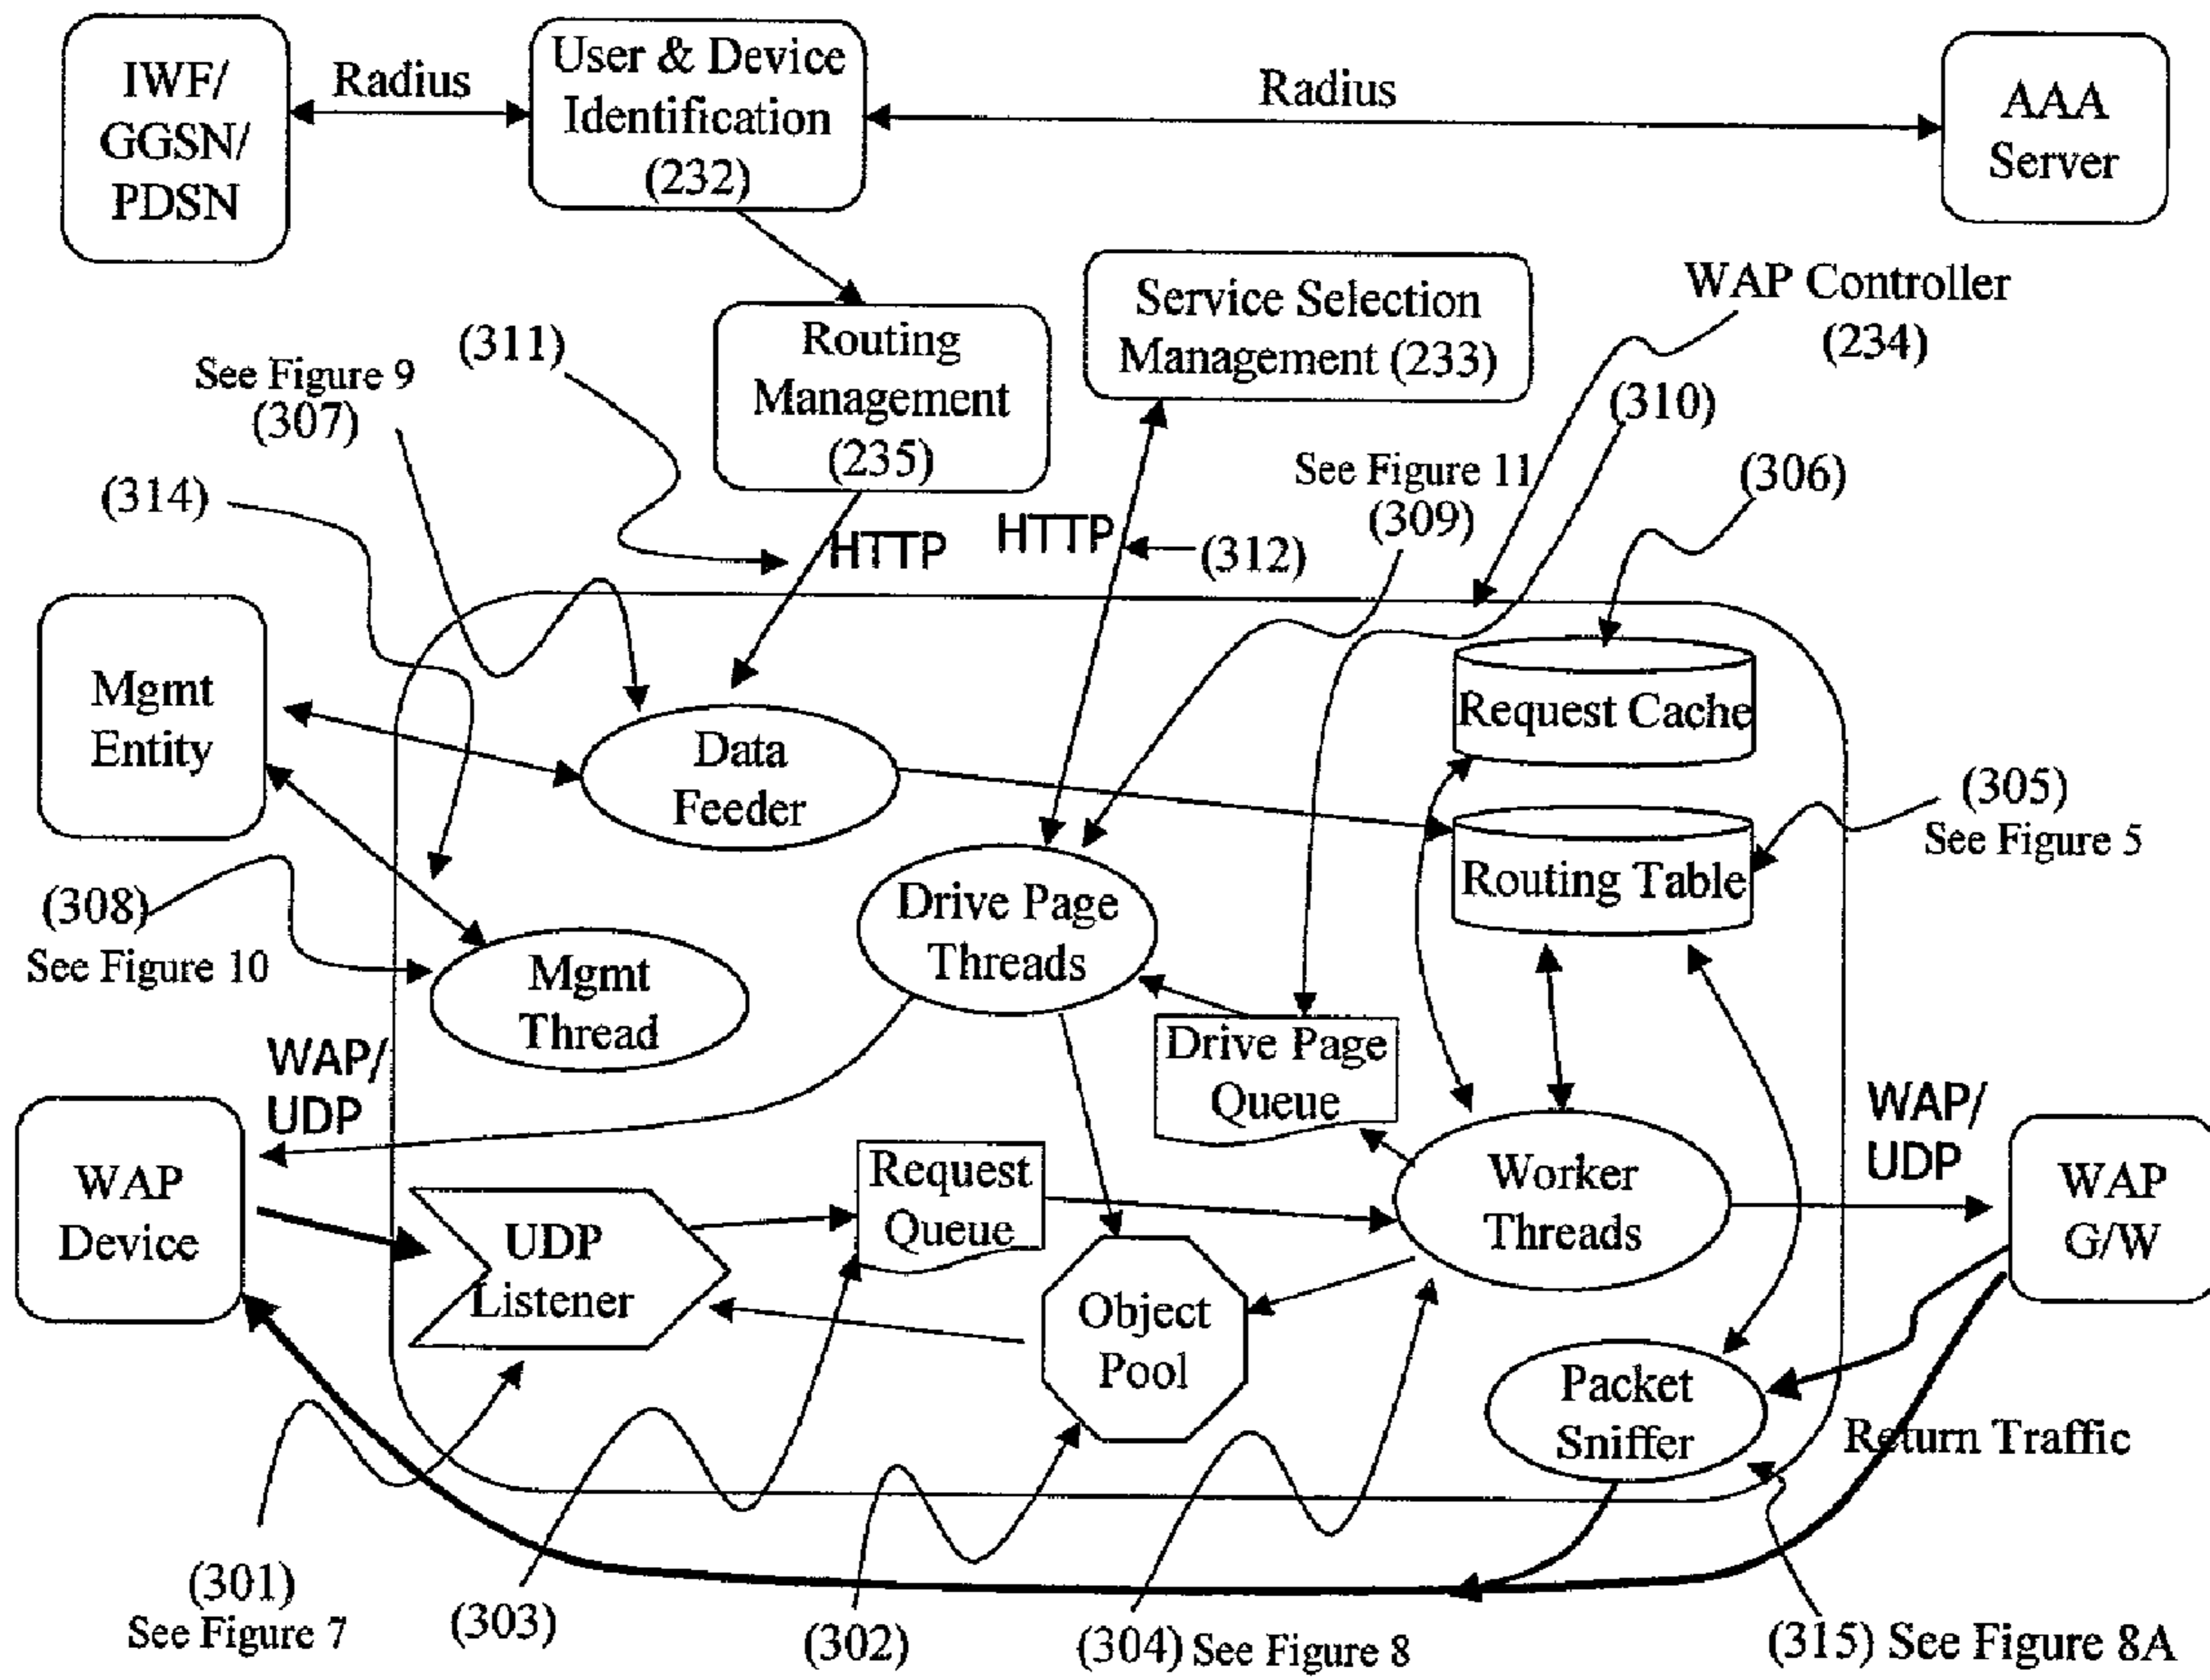 IWF/
GGSN/
PDSN
Radius
User & Device
Identification
(232)
Radius
AAA
Server
Routing
Management
(235)
Service Selection
Management (233)
WAP Controller
(234)
(310)
(311)
See Figure 9
(307)
(314)
See Figure 11
(309)
(306)
HTTP
HTTP
(312)
Mgmt
Entity
Data
Feeder
Request Cache
(305)
See Figure 5
Routing Table
Drive Page
Threads
(308)
See Figure 10
Mgmt
Thread
Drive Page
Queue
WAP/
UDP
WAP/
UDP
WAP
Device
UDP
Listener
Request
Queue
Worker
Threads
WAP
G/W
Object
Pool
Packet
Sniffer
Return Traffic
(301)
See Figure 7
(303)
(302)
(304) See Figure 8
(315) See Figure 8A